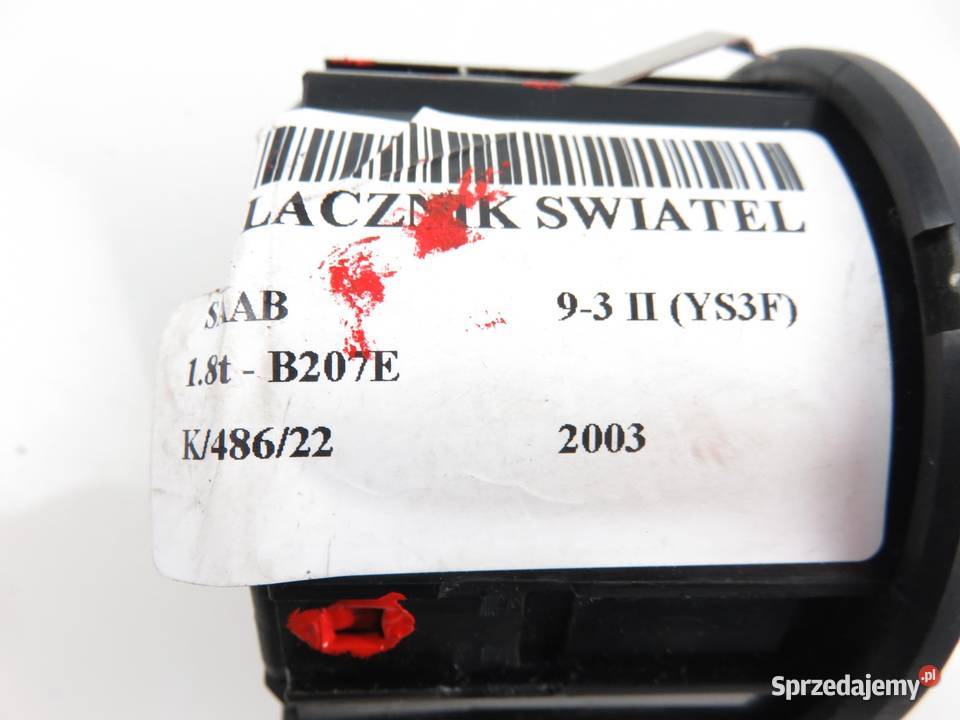 LACZNIK SWIATEL
SAAB 9-3 II (YS3F)
1.8t - B207E
K/486/22 2003
Sprzedajemy.pl